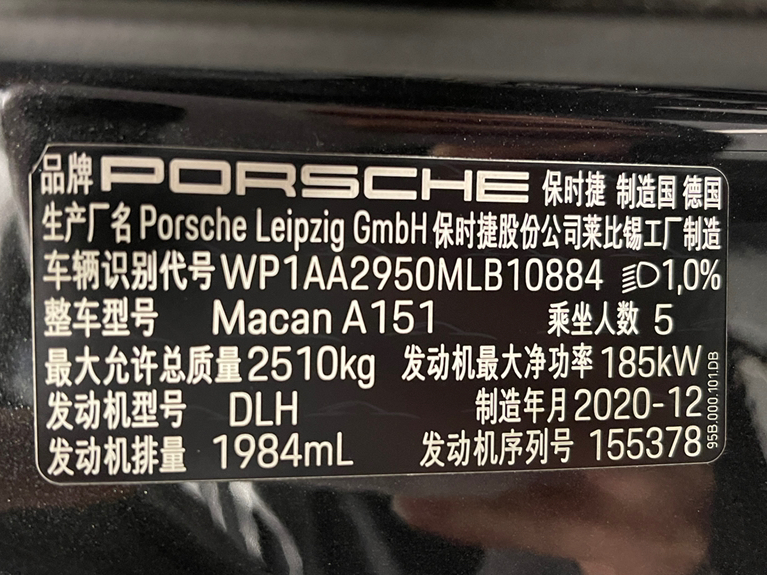 品牌 PORSCHE 保时捷 制造国 德国
生产厂名 Porsche Leipzig GmbH 保时捷股份公司莱比锡工厂制造
车辆识别代号 WP1AA2950MLB10884 1,0%
整车型号 Macan A151 乘坐人数 5
最大允许总质量 2510kg 发动机最大净功率 185kW
发动机型号 DLH 制造年月 2020-12
发动机排量 1984mL 发动机序列号 155378
95B.000.101.DB